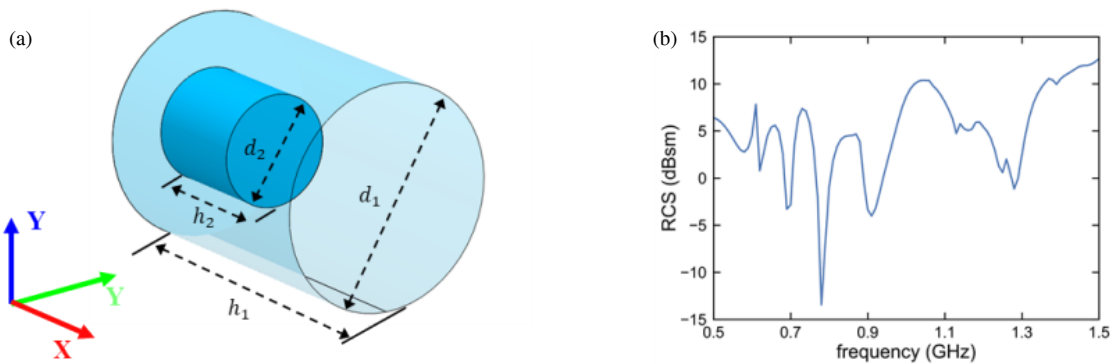 (a)
d₂
d₁
h₂
h₁
Y
Y
X
(b)
15
10
5
0
−5
−10
−15
RCS (dBsm)
0.5 0.7 0.9 1.1 1.3 1.5
frequency (GHz)